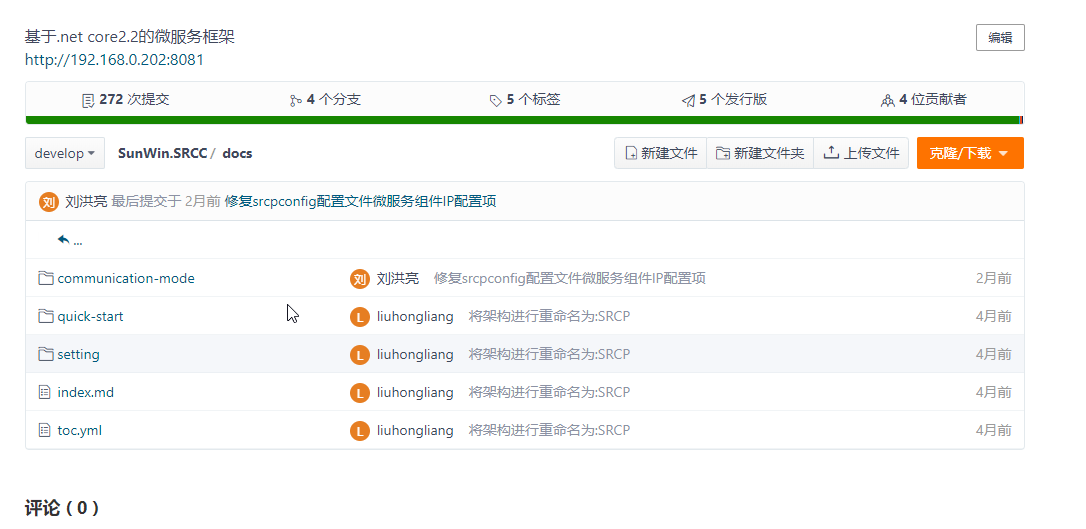 基于.net core2.2的微服务框架
编辑
http://192.168.0.202:8081
272 次提交 4 个分支 5 个标签 5 个发行版 4 位贡献者
develop SunWin.SRCC / docs 新建文件 新建文件夹 上传文件 克隆/下载
刘 刘洪亮 最后提交于 2月前 修复srcpconfig配置文件微服务组件IP配置项
...
communication-mode 刘 刘洪亮 修复srcpconfig配置文件微服务组件IP配置项 2月前
quick-start L liuhongliang 将架构进行重命名为:SRCP 4月前
setting L liuhongliang 将架构进行重命名为:SRCP 4月前
index.md L liuhongliang 将架构进行重命名为:SRCP 4月前
toc.yml L liuhongliang 将架构进行重命名为:SRCP 4月前
评论 ( 0 )